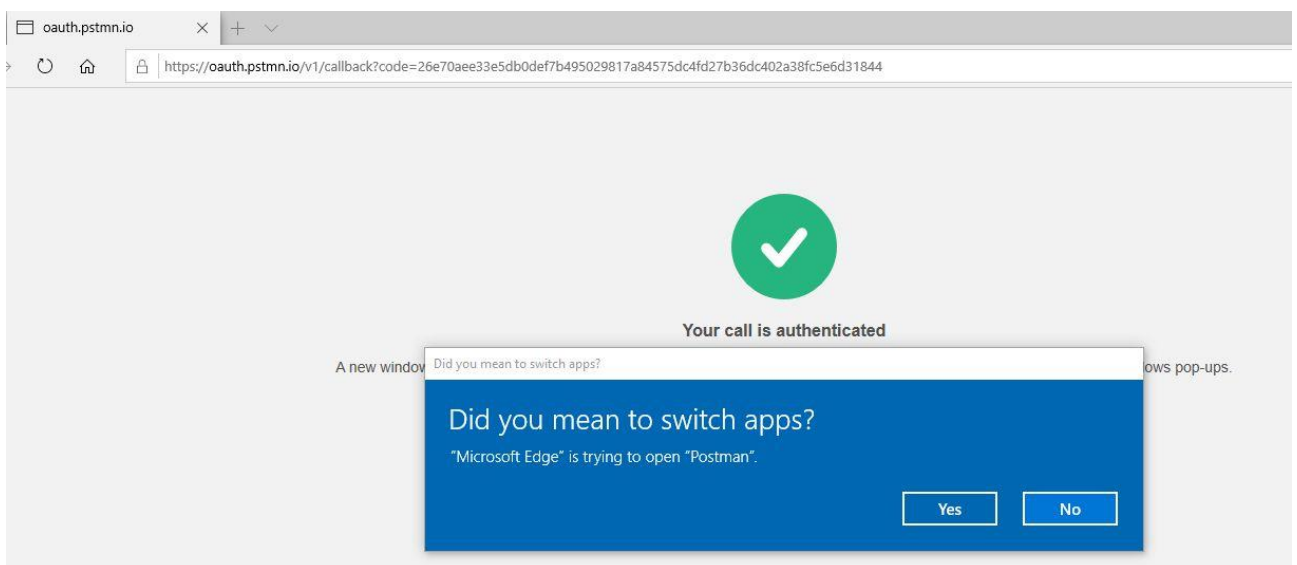 oauth.pstmn.io
https://oauth.pstmn.io/v1/callback?code=26e70aee33e5db0def7b495029817a84575dc4fd27b36dc402a38fc5e6d31844
Your call is authenticated
A new window ows pop-ups.
Did you mean to switch apps?
Did you mean to switch apps?
"Microsoft Edge" is trying to open "Postman".
Yes No